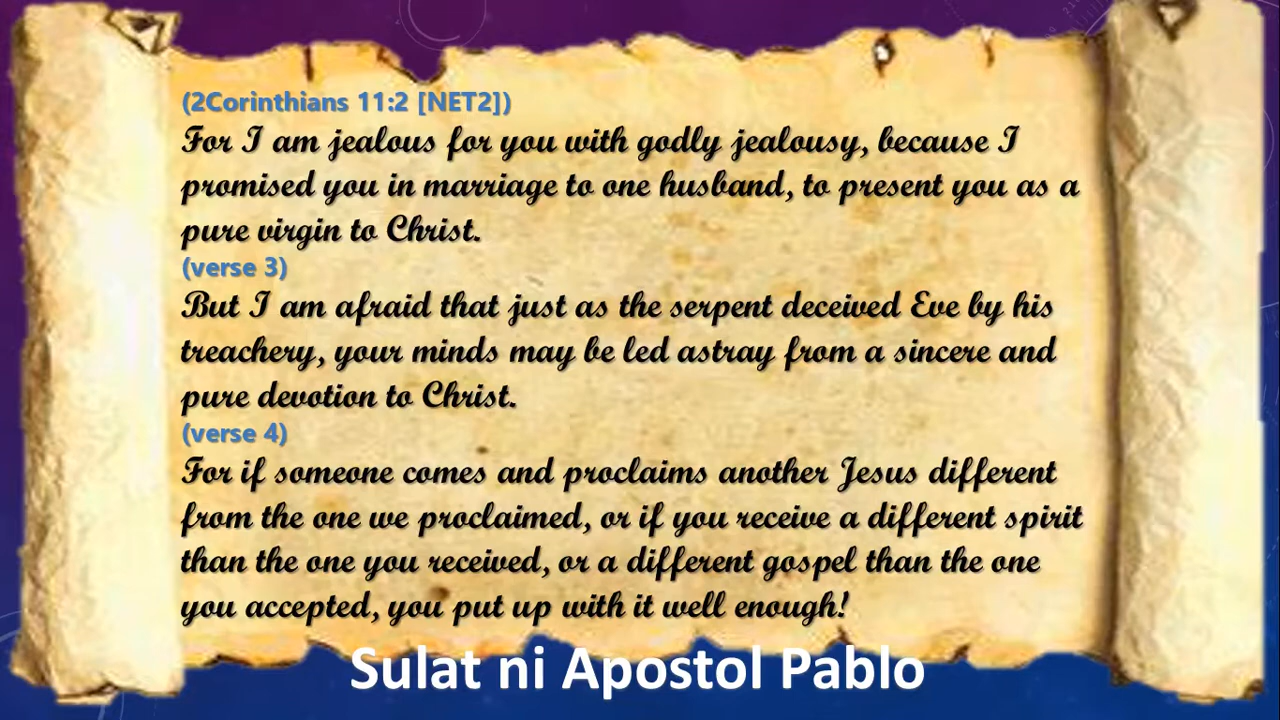 (2Corinthians 11:2 [NET2])
For I am jealous for you with godly jealousy, because I
promised you in marriage to one husband, to present you as a
pure virgin to Christ.
(verse 3)
But I am afraid that just as the serpent deceived Eve by his
treachery, your minds may be led astray from a sincere and
pure devotion to Christ.
(verse 4)
For if someone comes and proclaims another Jesus different
from the one we proclaimed, or if you receive a different spirit
than the one you received, or a different gospel than the one
you accepted, you put up with it well enough!
Sulat ni Apostol Pablo